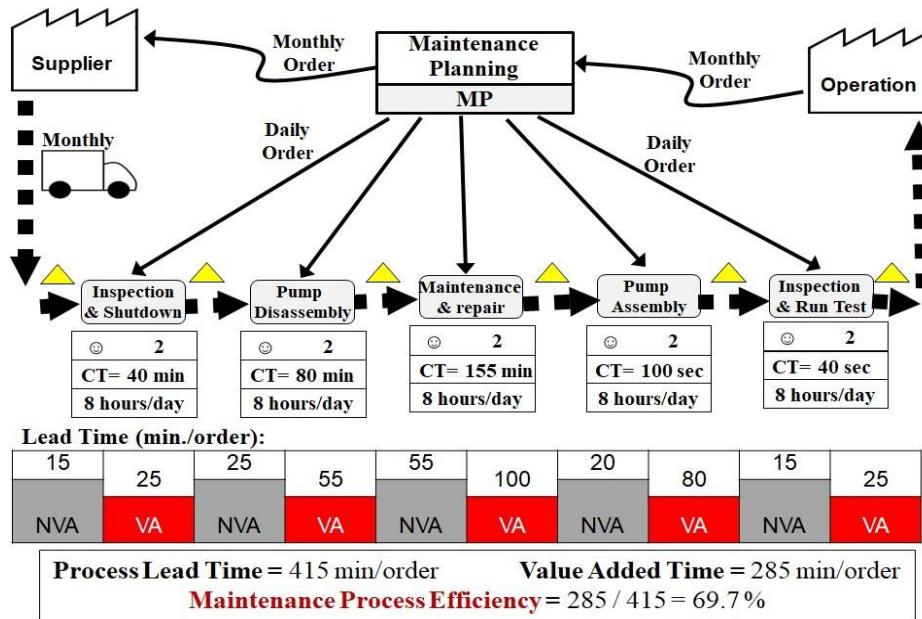 Supplier
Monthly
Order
Maintenance
Planning
MP
Monthly
Order
Operation
Monthly
Daily
Order
Daily
Order
Inspection
& Shutdown
Pump
Disassembly
Maintenance
& repair
Pump
Assembly
Inspection
& Run Test
☺ 2
CT= 40 min
8 hours/day
☺ 2
CT= 80 min
8 hours/day
☺ 2
CT= 155 min
8 hours/day
☺ 2
CT= 100 sec
8 hours/day
☺ 2
CT= 40 sec
8 hours/day
Lead Time (min./order):
15 25 25 55 55 100 20 80 15 25
NVA VA NVA VA NVA VA NVA VA NVA VA
Process Lead Time = 415 min/order Value Added Time = 285 min/order
Maintenance Process Efficiency = 285 / 415 = 69.7 %